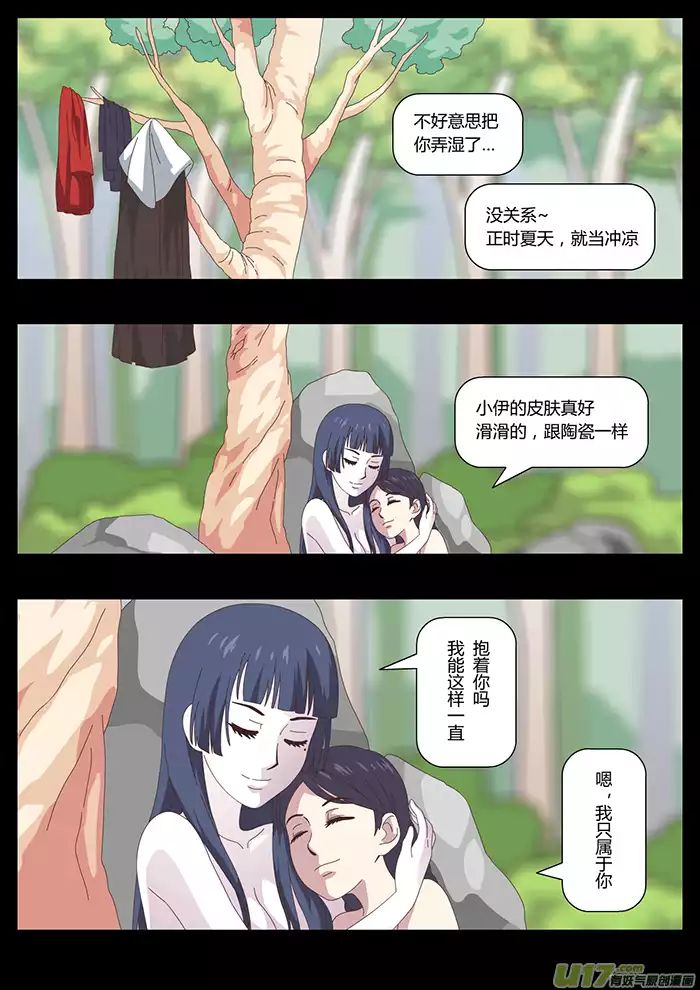 不好意思把
你弄湿了...
没关系~
正时夏天，就当冲凉
小伊的皮肤真好
滑滑的，跟陶瓷一样
抱着你吗
我能这样一直
嗯，我只属于你
U17.com
有妖气原创漫画